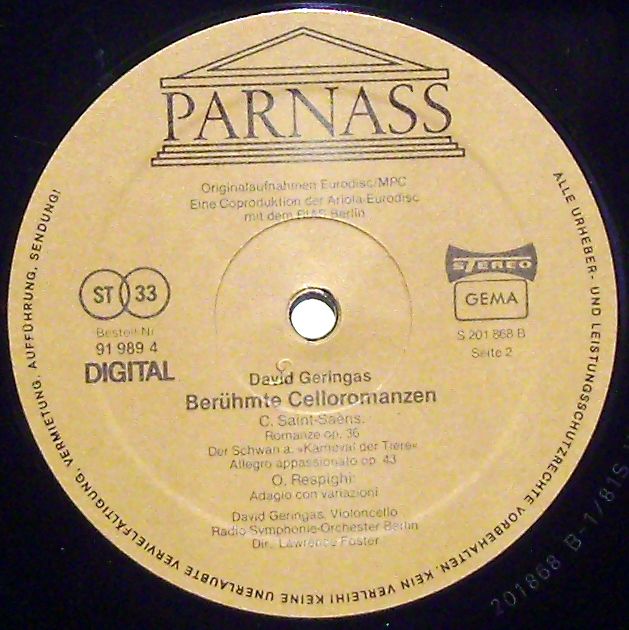 PARNASS
Originalaufnahmen Eurodisc/MPC
Eine Coproduktion der Ariola-Eurodisc
mit dem RIAS Berlin
ST 33
Bestell-Nr.
91 989 4
DIGITAL
STEREO
GEMA
S 201 868 B
Seite 2
David Geringas
Berühmte Celloromanzen
C. Saint-Saëns:
Romanze op. 36
Der Schwan a. »Karneval der Tiere«
Allegro appassionato op. 43
O. Respighi:
Adagio con variazioni
David Geringas, Violoncello
Radio-Symphonie-Orchester Berlin
Dir.: Lawrence Foster
ALLE URHEBER- UND LEISTUNGSSCHUTZRECHTE VORBEHALTEN. KEIN VERLEIH! KEINE UNERLAUBTE VERVIELFÄLTIGUNG, VERMIETUNG, AUFFÜHRUNG, SENDUNG!
201868 B-1/81S